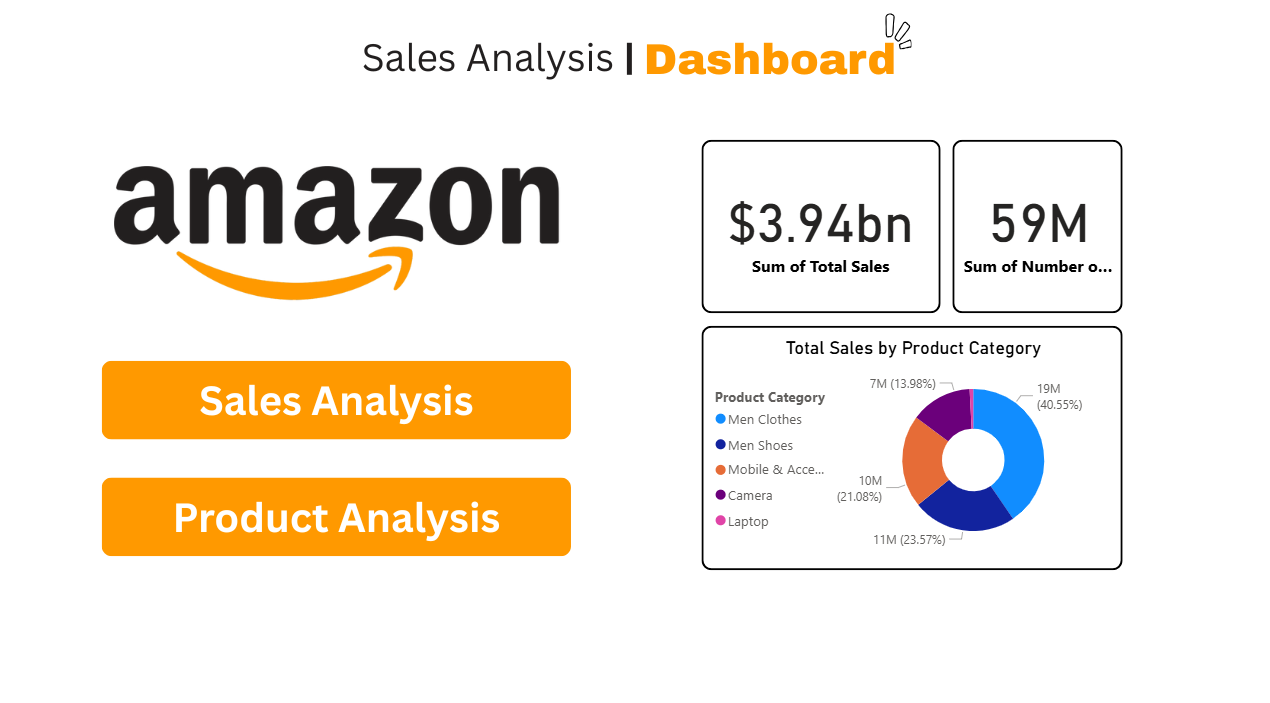 Sales Analysis | Dashboard
amazon
Sales Analysis
Product Analysis
$3.94bn
Sum of Total Sales
59M
Sum of Number o...
Total Sales by Product Category
Product Category
Men Clothes
Men Shoes
Mobile & Acce...
Camera
Laptop
7M (13.98%)
19M
(40.55%)
10M
(21.08%)
11M (23.57%)